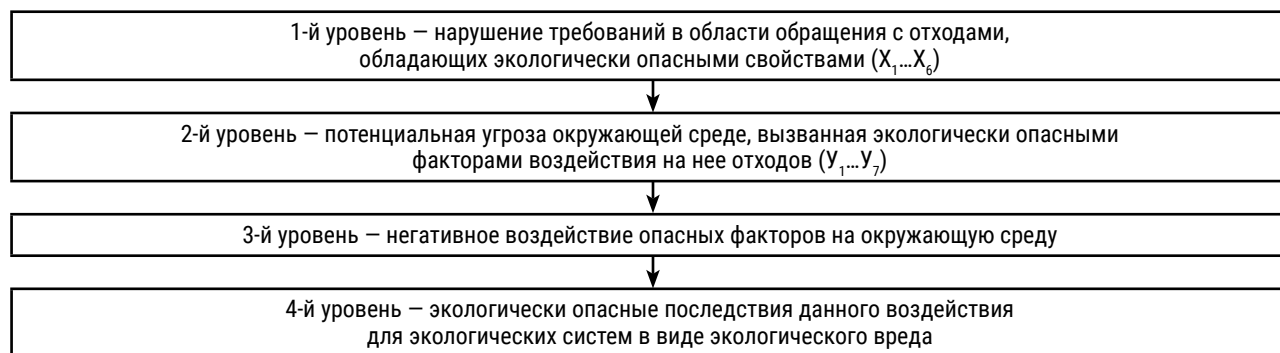 1-й уровень — нарушение требований в области обращения с отходами,
обладающих экологически опасными свойствами (X₁...X₆)
2-й уровень — потенциальная угроза окружающей среде, вызванная экологически опасными
факторами воздействия на нее отходов (У₁...У₇)
3-й уровень — негативное воздействие опасных факторов на окружающую среду
4-й уровень — экологически опасные последствия данного воздействия
для экологических систем в виде экологического вреда